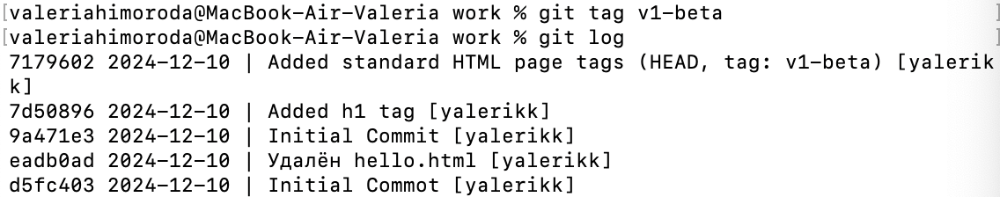 [valeriahimoroda@MacBook-Air-Valeria work % git tag v1-beta ]
[valeriahimoroda@MacBook-Air-Valeria work % git log ]
7179602 2024-12-10 | Added standard HTML page tags (HEAD, tag: v1-beta) [yalerik
k]
7d50896 2024-12-10 | Added h1 tag [yalerikk]
9a471e3 2024-12-10 | Initial Commit [yalerikk]
eadb0ad 2024-12-10 | Удалён hello.html [yalerikk]
d5fc403 2024-12-10 | Initial Commot [yalerikk]